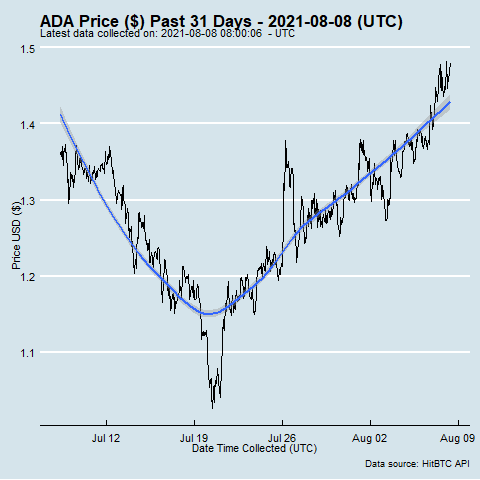 ADA Price ($) Past 31 Days - 2021-08-08 (UTC)
Latest data collected on: 2021-08-08 08:00:06  - UTC
1.5
1.4
1.3
1.2
1.1
Price USD ($)
Jul 12
Jul 19
Jul 26
Aug 02
Aug 09
Date Time Collected (UTC)
Data source: HitBTC API